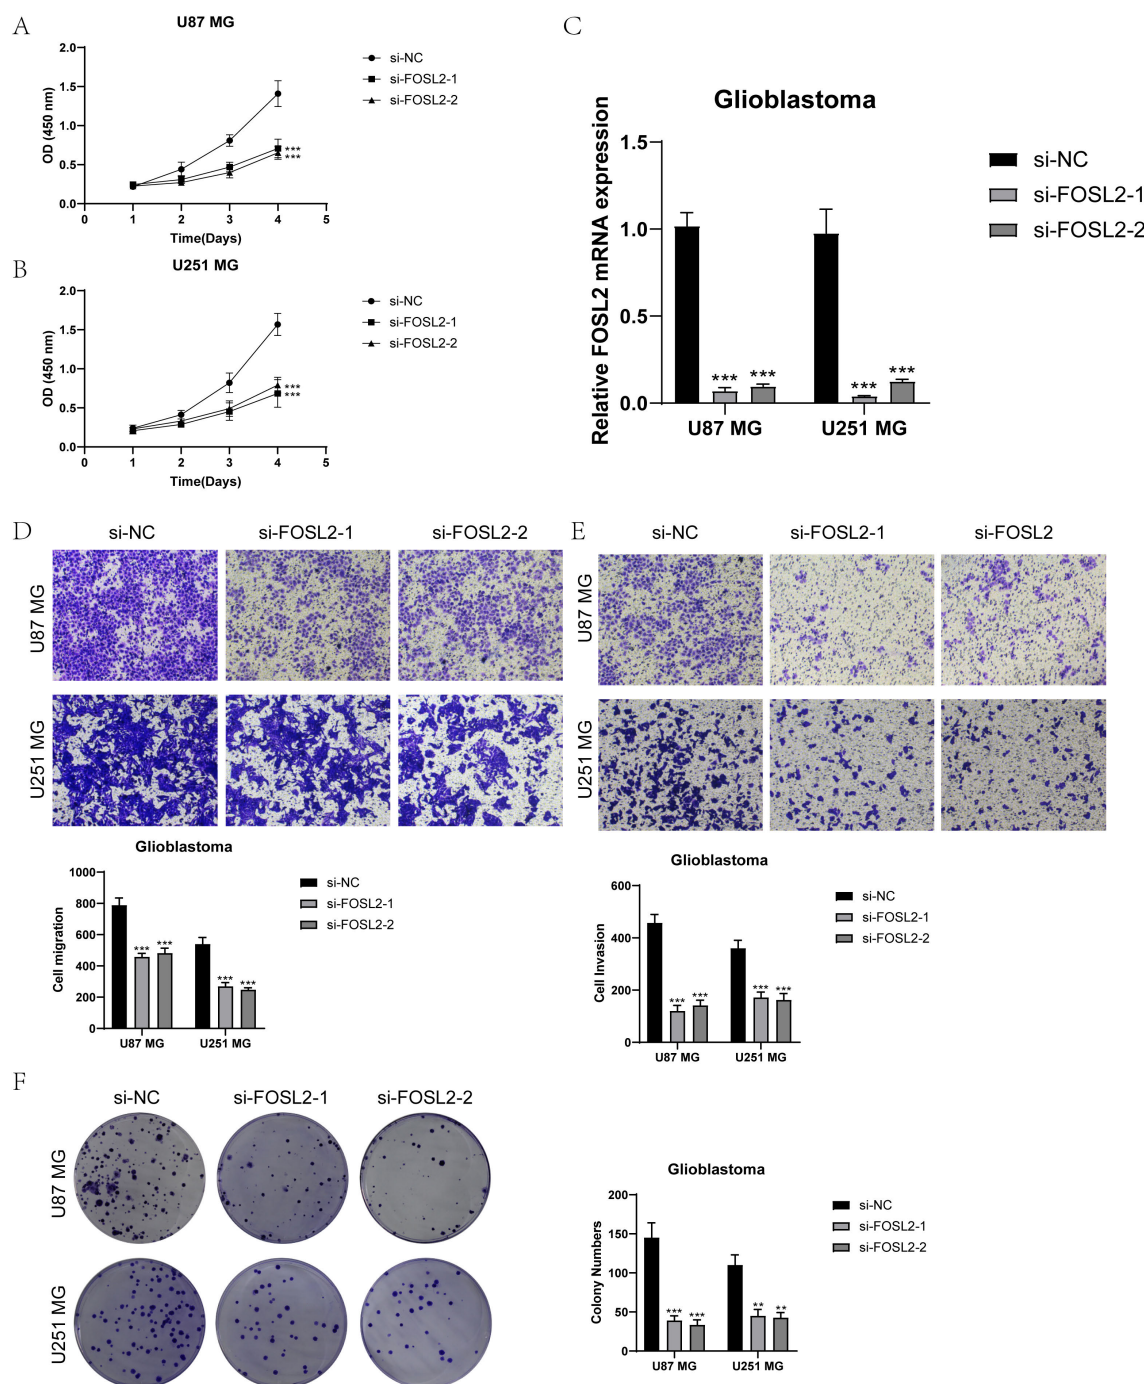 A
U87 MG
2.0
1.5
1.0
0.5
0.0
OD (450 nm)
0 1 2 3 4 5
Time(Days)
si-NC
si-FOSL2-1
si-FOSL2-2
***
***
B
U251 MG
2.0
1.5
1.0
0.5
0.0
OD (450 nm)
0 1 2 3 4 5
Time(Days)
si-NC
si-FOSL2-1
si-FOSL2-2
***
***
C
Glioblastoma
Relative FOSL2 mRNA expression
1.5
1.0
0.5
0.0
*** *** *** ***
U87 MG U251 MG
si-NC
si-FOSL2-1
si-FOSL2-2
D
si-NC si-FOSL2-1 si-FOSL2-2
U87 MG
U251 MG
Glioblastoma
Cell migration
1000
800
600
400
200
0
*** *** *** ***
U87 MG U251 MG
si-NC
si-FOSL2-1
si-FOSL2-2
E
si-NC si-FOSL2-1 si-FOSL2
U87 MG
U251 MG
Glioblastoma
Cell Invasion
600
400
200
0
*** *** *** ***
U87 MG U251 MG
si-NC
si-FOSL2-1
si-FOSL2-2
F
si-NC si-FOSL2-1 si-FOSL2-2
U87 MG
U251 MG
Glioblastoma
Colony Numbers
200
150
100
50
0
*** *** ** **
U87 MG U251 MG
si-NC
si-FOSL2-1
si-FOSL2-2